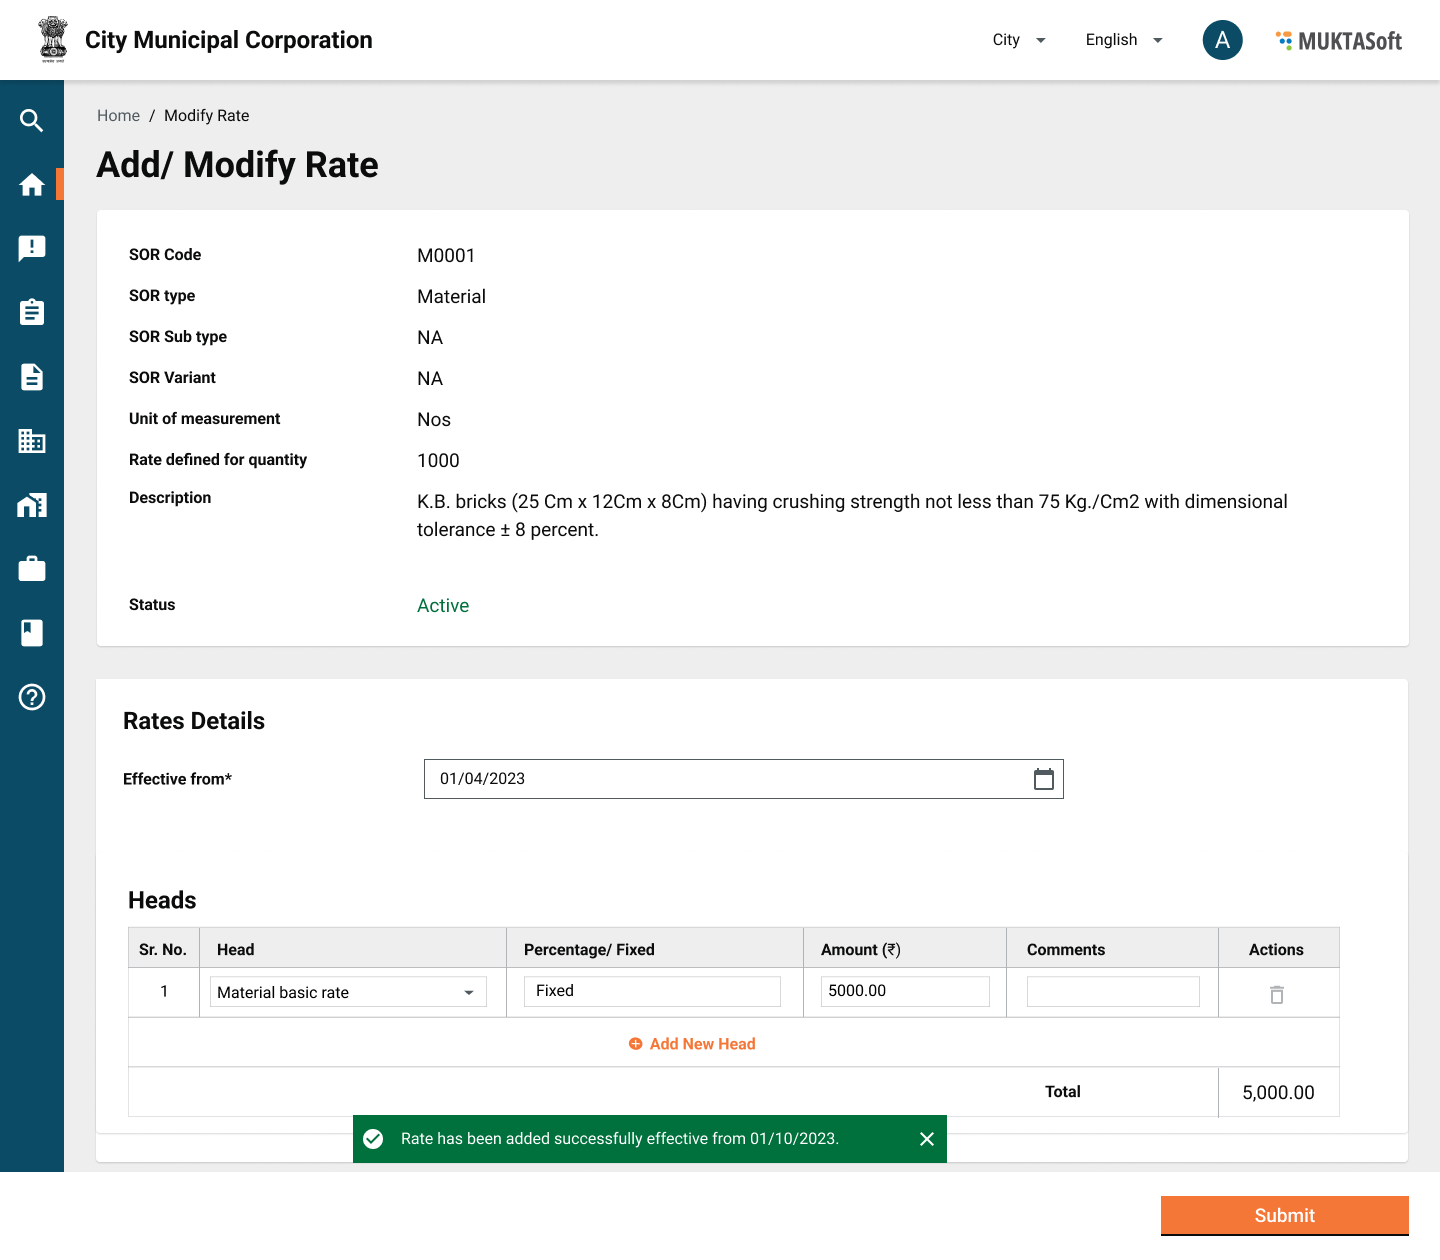 City Municipal Corporation
City
English
A
MUKTASoft
Home / Modify Rate
Add/ Modify Rate
SOR Code M0001
SOR type Material
SOR Sub type NA
SOR Variant NA
Unit of measurement Nos
Rate defined for quantity 1000
Description K.B. bricks (25 Cm x 12Cm x 8Cm) having crushing strength not less than 75 Kg./Cm2 with dimensional
tolerance ± 8 percent.
Status Active
Rates Details
Effective from* 01/04/2023
Heads
Sr. No. Head Percentage/ Fixed Amount (₹) Comments Actions
1 Material basic rate Fixed 5000.00
Add New Head
Total 5,000.00
Rate has been added successfully effective from 01/10/2023.
Submit